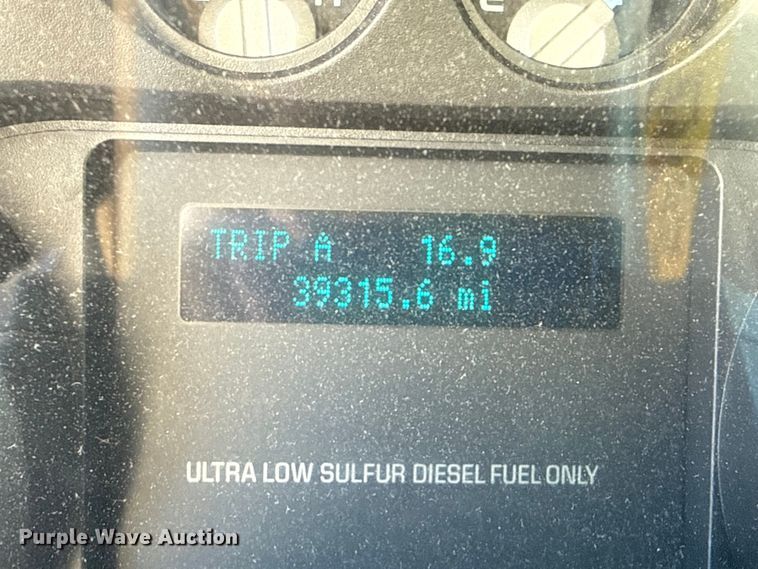 H E
TRIP A 16.9
39315.6 mi
ULTRA LOW SULFUR DIESEL FUEL ONLY
Purple Wave Auction